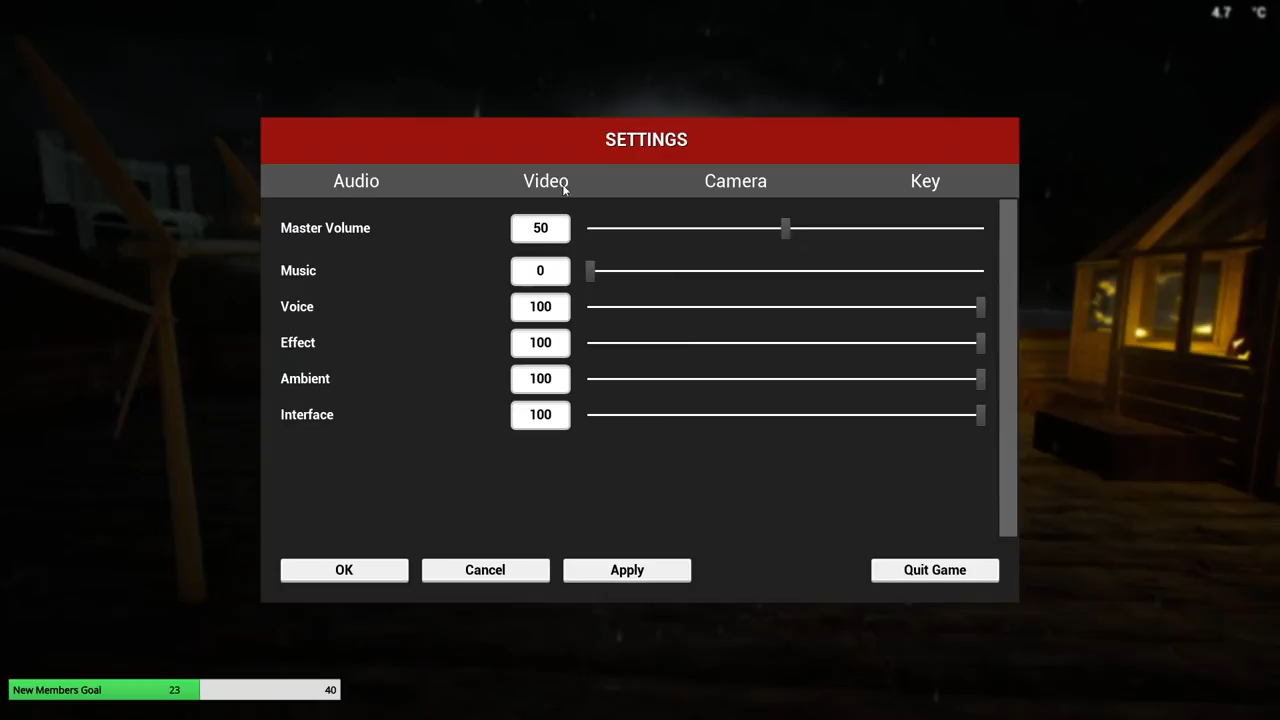 4.7 °C
SETTINGS
Audio Video Camera Key
Master Volume 50
Music 0
Voice 100
Effect 100
Ambient 100
Interface 100
OK Cancel Apply Quit Game
New Members Goal 23 40